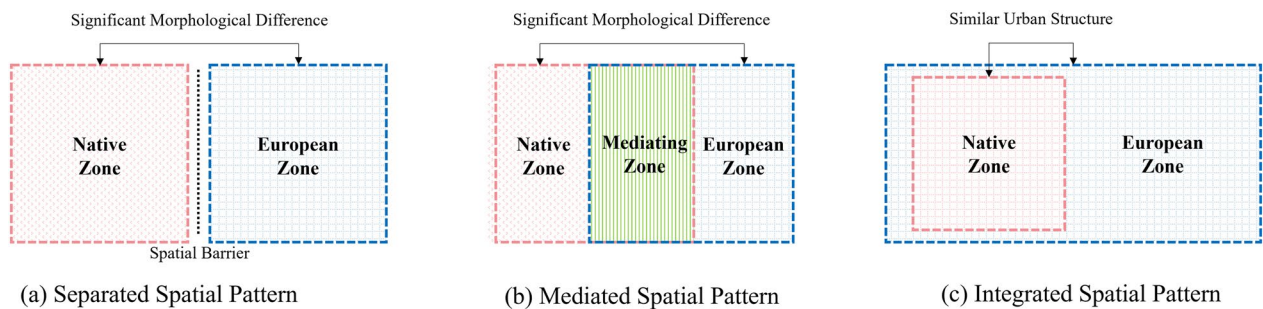 Significant Morphological Difference
Native
Zone
European
Zone
Spatial Barrier
(a) Separated Spatial Pattern
Significant Morphological Difference
Native
Zone
Mediating
Zone
European
Zone
(b) Mediated Spatial Pattern
Similar Urban Structure
Native
Zone
European
Zone
(c) Integrated Spatial Pattern